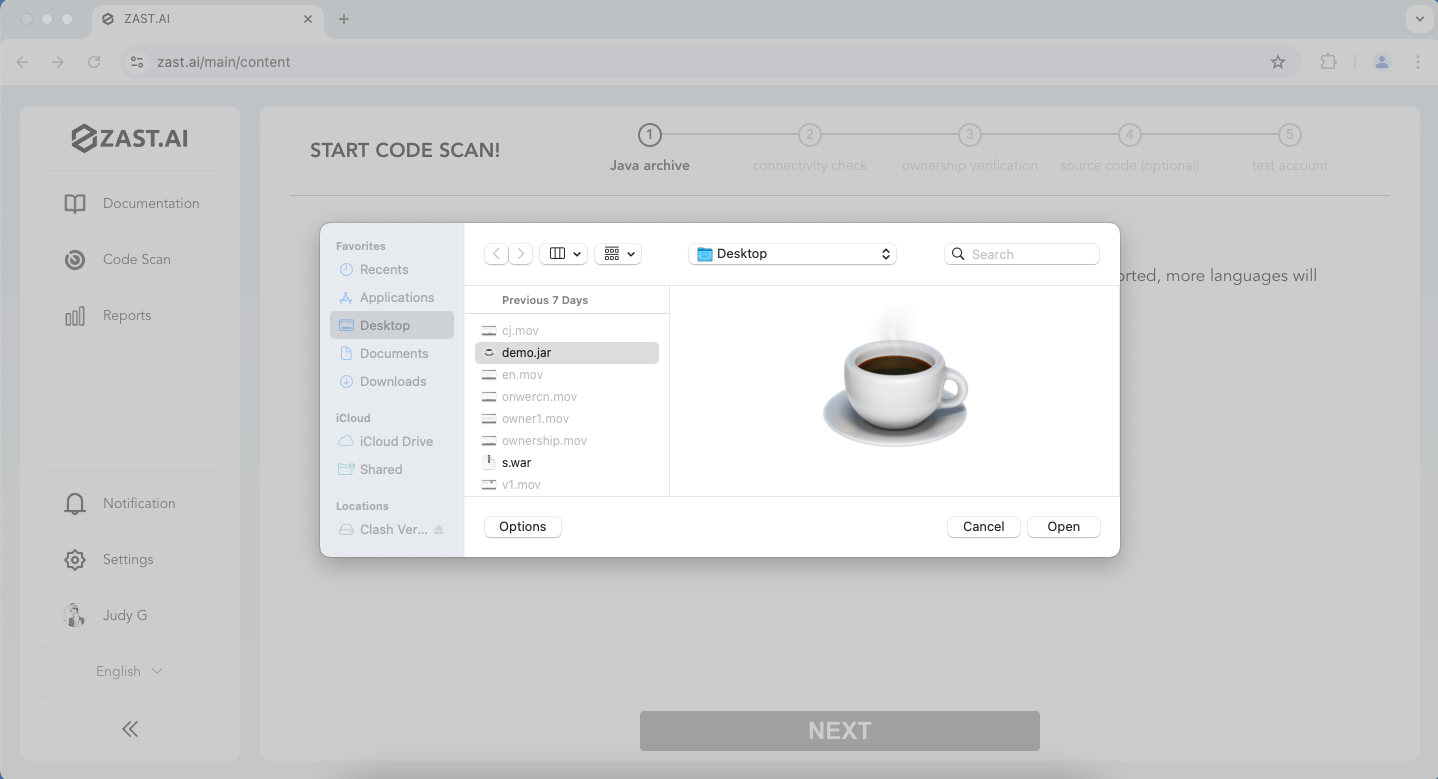 ZAST.AI
zast.ai/main/content
ZAST.AI
Documentation
Code Scan
Reports
Notification
Settings
Judy G
English
START CODE SCAN!
1
2
3
4
5
Java archive
connectivity check
ownership verification
source code (optional)
test account
orted, more languages will
Favorites
Recents
Applications
Desktop
Documents
Downloads
iCloud
iCloud Drive
Shared
Locations
Clash Ver...
Desktop
Search
Previous 7 Days
cj.mov
demo.jar
en.mov
onwercn.mov
owner1.mov
ownership.mov
s.war
v1.mov
Options
Cancel
Open
NEXT